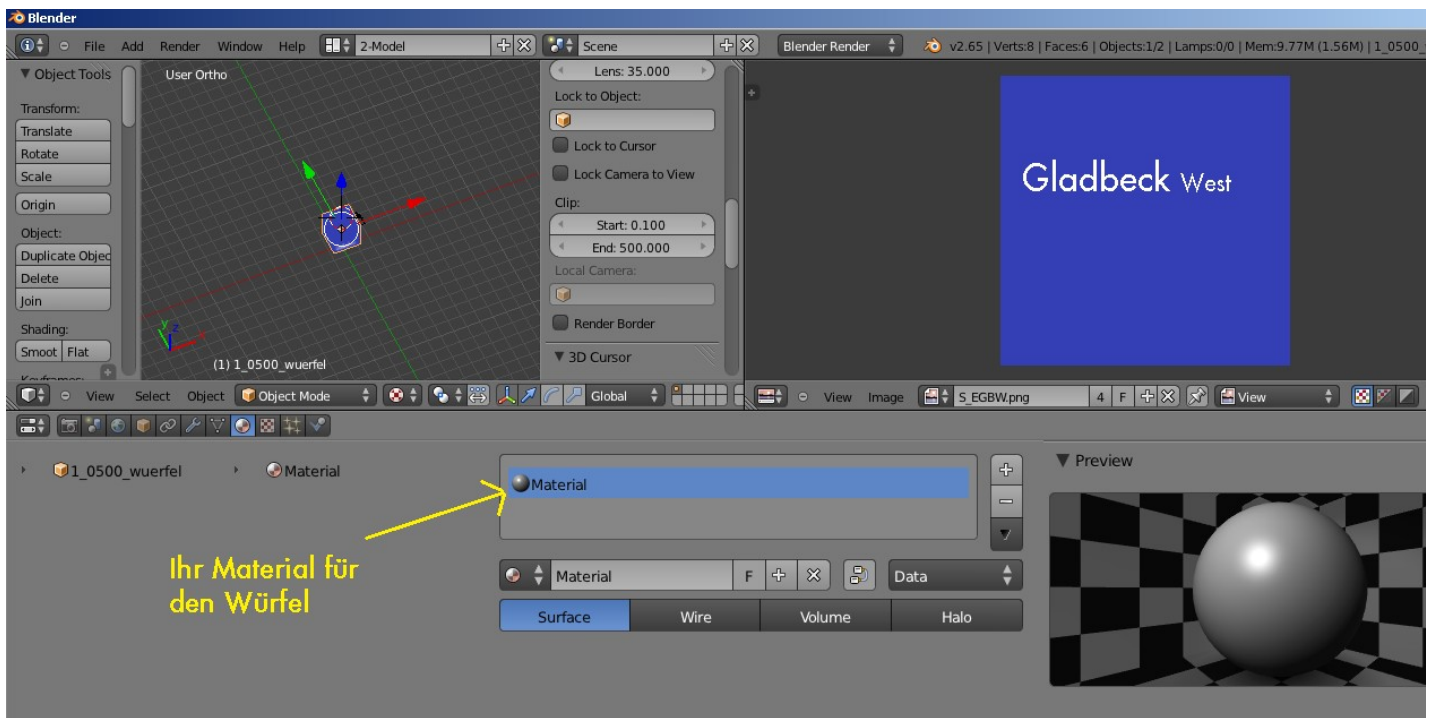 Blender
File Add Render Window Help 2-Model Scene Blender Render v2.65 | Verts:8 | Faces:6 | Objects:1/2 | Lamps:0/0 | Mem:9.77M (1.56M) | 1_0500_
Object Tools
Transform:
Translate
Rotate
Scale
Origin
Object:
Duplicate Objec
Delete
Join
Shading:
Smoot Flat
User Ortho
y z x
(1) 1_0500_wuerfel
Lens: 35.000
Lock to Object:
Lock to Cursor
Lock Camera to View
Clip:
Start: 0.100
End: 500.000
Local Camera:
Render Border
3D Cursor
Gladbeck West
View Select Object Object Mode Global
View Image S_EGBW.png 4 F View
1_0500_wuerfel Material
Material
Ihr Material für
den Würfel
Material F Data
Surface Wire Volume Halo
Preview